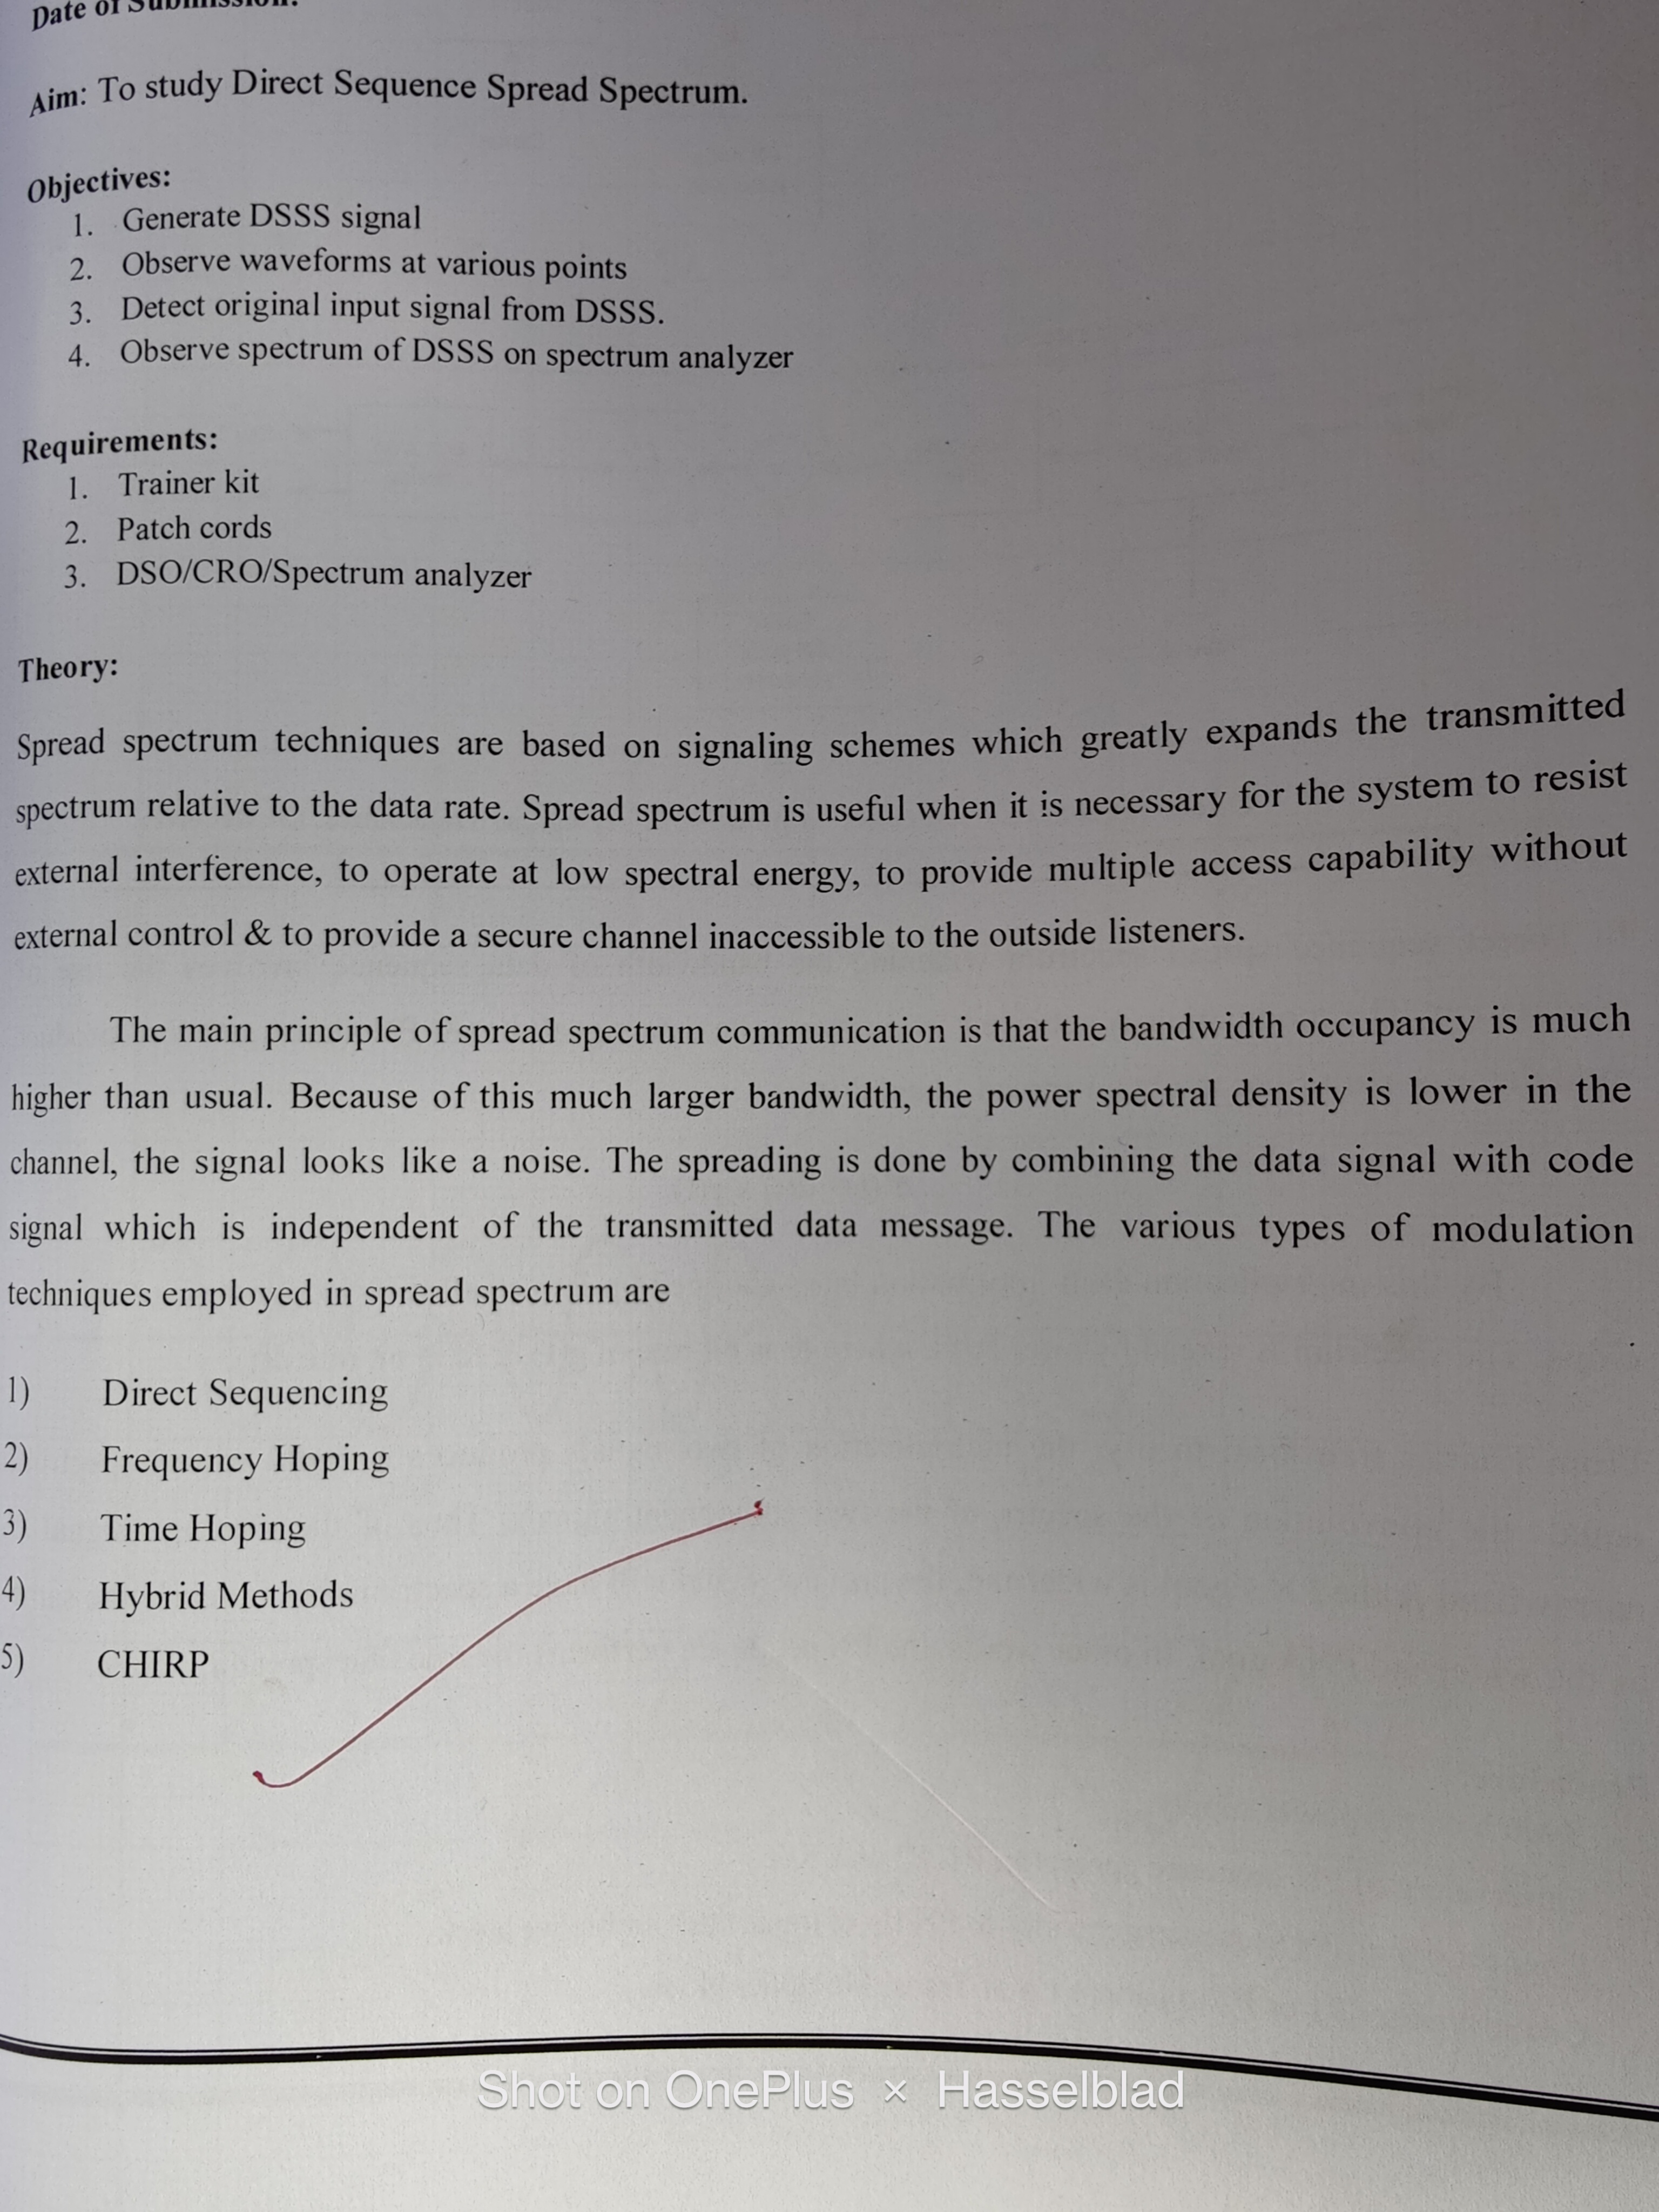 Date of Submission:
Aim: To study Direct Sequence Spread Spectrum.
Objectives:
1. Generate DSSS signal
2. Observe waveforms at various points
3. Detect original input signal from DSSS.
4. Observe spectrum of DSSS on spectrum analyzer
Requirements:
1. Trainer kit
2. Patch cords
3. DSO/CRO/Spectrum analyzer
Theory:
Spread spectrum techniques are based on signaling schemes which greatly expands the transmitted
spectrum relative to the data rate. Spread spectrum is useful when it is necessary for the system to resist
external interference, to operate at low spectral energy, to provide multiple access capability without
external control & to provide a secure channel inaccessible to the outside listeners.
The main principle of spread spectrum communication is that the bandwidth occupancy is much
higher than usual. Because of this much larger bandwidth, the power spectral density is lower in the
channel, the signal looks like a noise. The spreading is done by combining the data signal with code
signal which is independent of the transmitted data message. The various types of modulation
techniques employed in spread spectrum are
1) Direct Sequencing
2) Frequency Hoping
3) Time Hoping
4) Hybrid Methods
5) CHIRP
Shot on OnePlus × Hasselblad